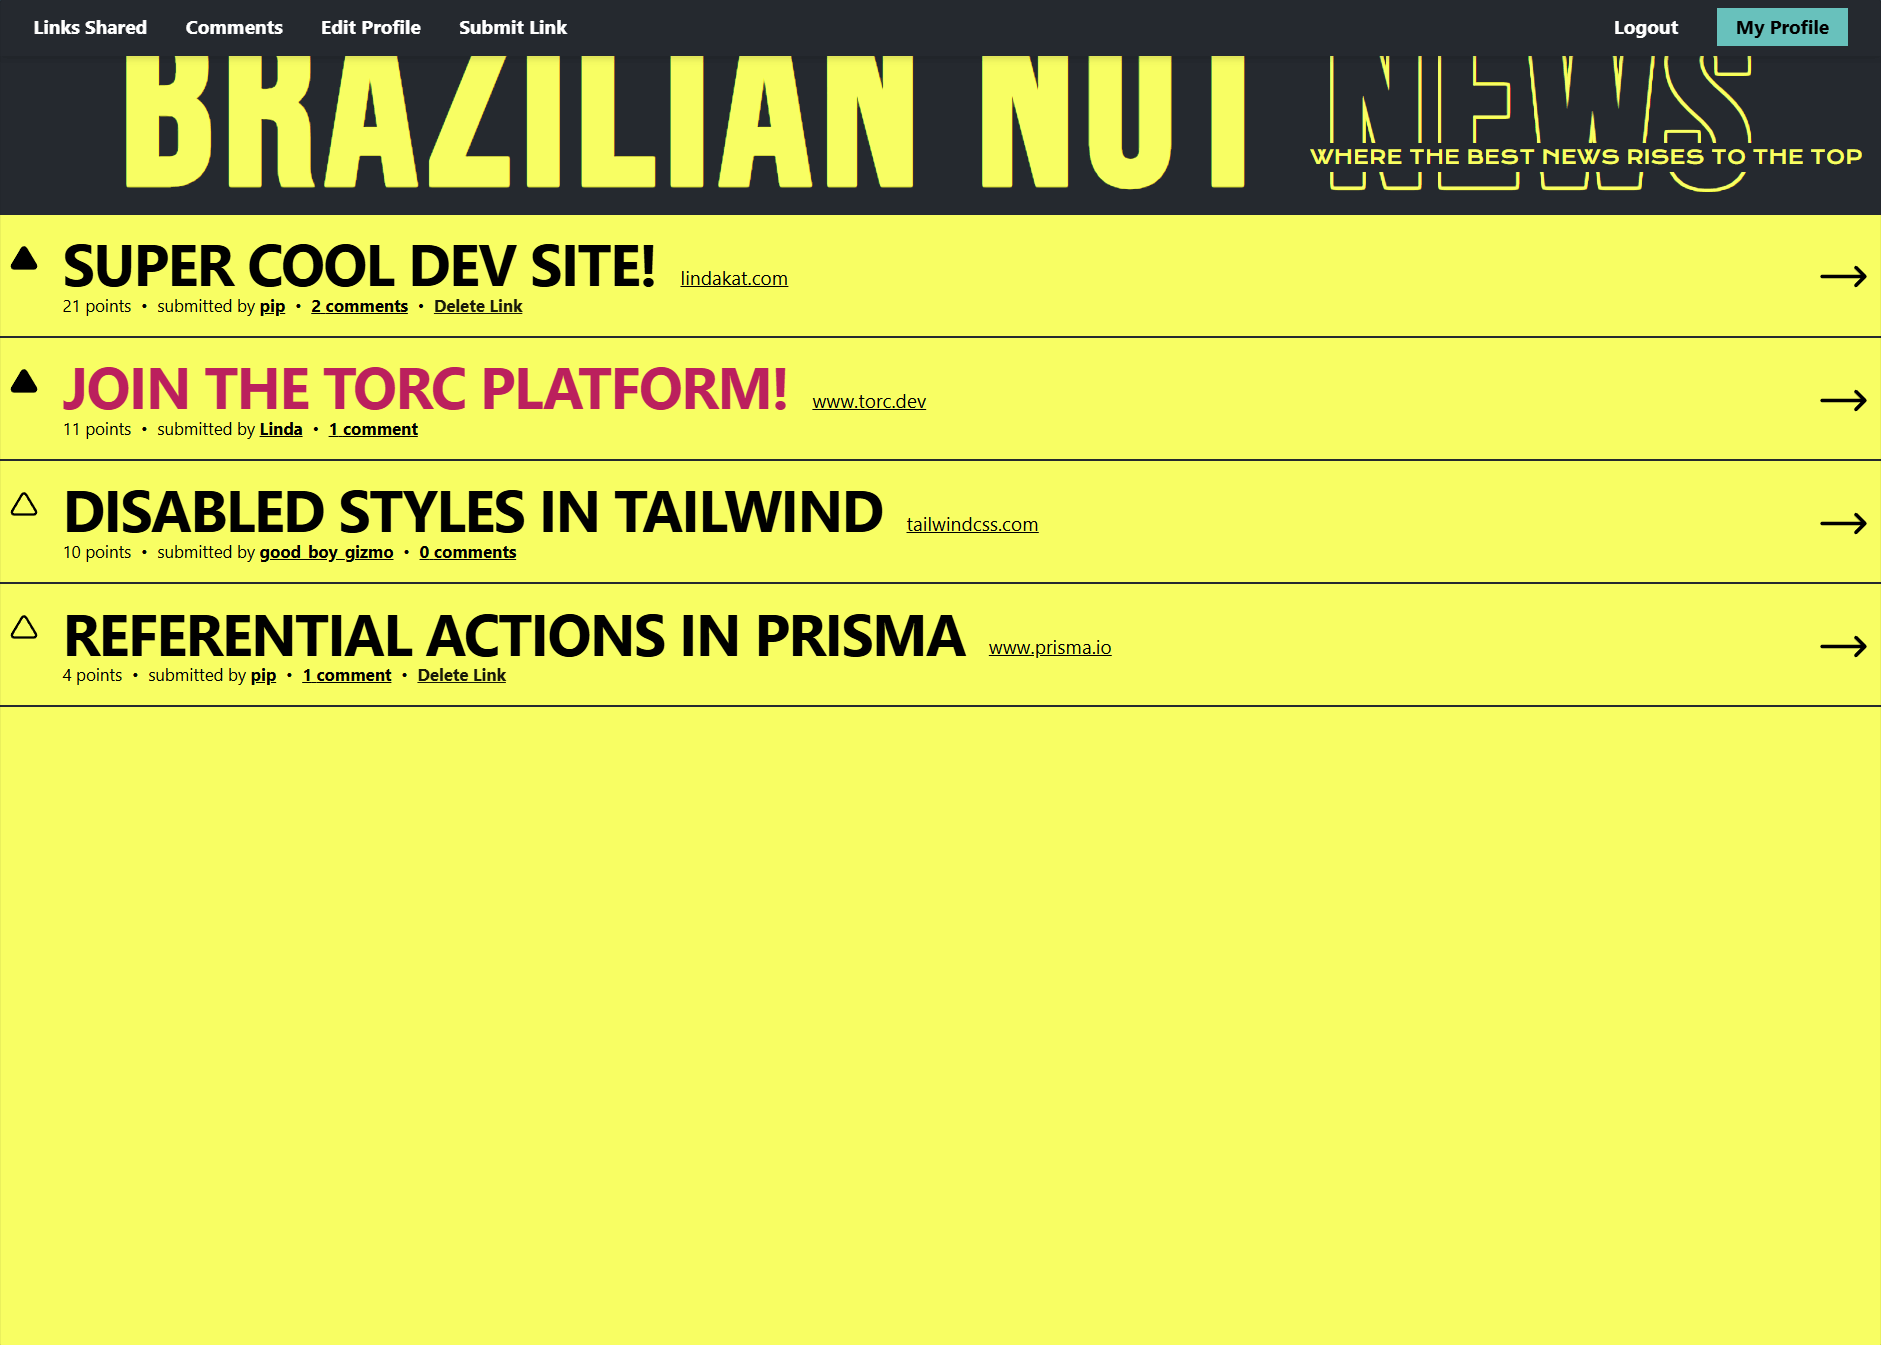 Links Shared Comments Edit Profile Submit Link Logout My Profile
BRAZILIAN NUT NEWS
WHERE THE BEST NEWS RISES TO THE TOP
SUPER COOL DEV SITE! lindakat.com
21 points • submitted by pip • 2 comments • Delete Link
JOIN THE TORC PLATFORM! www.torc.dev
11 points • submitted by Linda • 1 comment
DISABLED STYLES IN TAILWIND tailwindcss.com
10 points • submitted by good_boy_gizmo • 0 comments
REFERENTIAL ACTIONS IN PRISMA www.prisma.io
4 points • submitted by pip • 1 comment • Delete Link